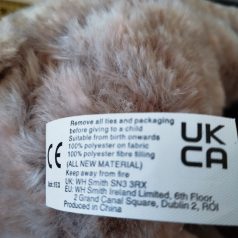 Remove all ties and packaging
before giving to a child
Suitable from birth onwards
100% polyester on fabric
100% polyester fibre filling
(ALL NEW MATERIAL)
Keep away from fire
UK: WH Smith SN3 3RX
EU: WH Smith Ireland Limited, 6th Floor,
2 Grand Canal Square, Dublin 2, ROI
Produced in China
CE
UK
CA